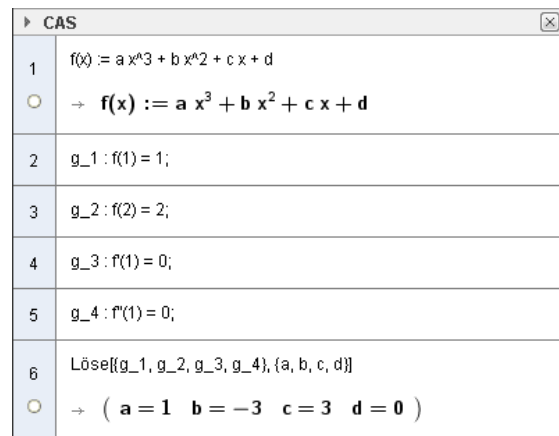 CAS
1
f(x) := a x^3 + b x^2 + c x + d
→ f(x) := a x³ + b x² + c x + d
2
g_1 : f(1) = 1;
3
g_2 : f(2) = 2;
4
g_3 : f'(1) = 0;
5
g_4 : f''(1) = 0;
6
Löse[{g_1, g_2, g_3, g_4}, {a, b, c, d}]
→ ( a = 1 b = −3 c = 3 d = 0 )